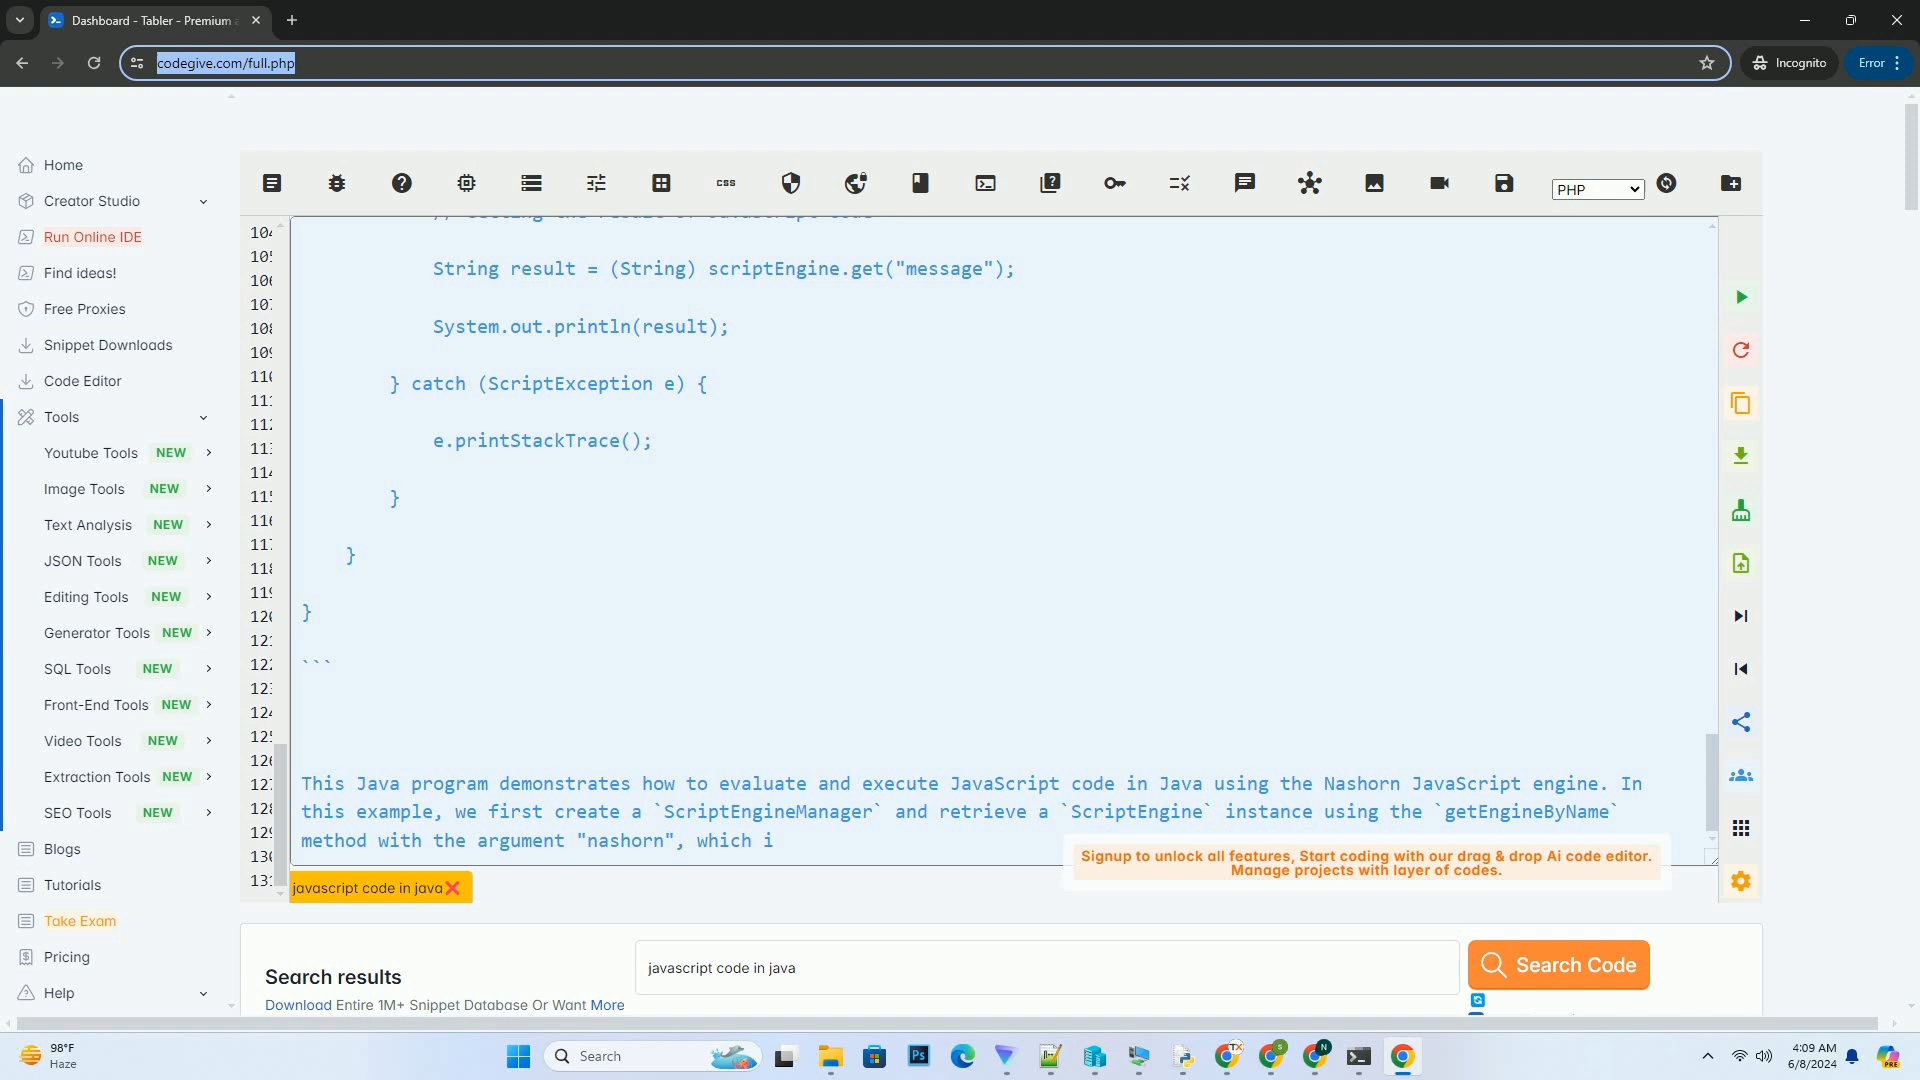 Dashboard - Tabler - Premium
codegive.com/full.php
Incognito
Error
Home
Creator Studio
Run Online IDE
Find ideas!
Free Proxies
Snippet Downloads
Code Editor
Tools
Youtube Tools NEW
Image Tools NEW
Text Analysis NEW
JSON Tools NEW
Editing Tools NEW
Generator Tools NEW
SQL Tools NEW
Front-End Tools NEW
Video Tools NEW
Extraction Tools NEW
SEO Tools NEW
Blogs
Tutorials
Take Exam
Pricing
Help
css
PHP
String result = (String) scriptEngine.get("message");
System.out.println(result);
} catch (ScriptException e) {
e.printStackTrace();
}
}
}
```
This Java program demonstrates how to evaluate and execute JavaScript code in Java using the Nashorn JavaScript engine. In
this example, we first create a `ScriptEngineManager` and retrieve a `ScriptEngine` instance using the `getEngineByName`
method with the argument "nashorn", which i
Signup to unlock all features, Start coding with our drag & drop Ai code editor.
Manage projects with layer of codes.
javascript code in java
Search results
javascript code in java
Search Code
Download Entire 1M+ Snippet Database Or Want More
98°F
Haze
Search
4:09 AM
6/8/2024